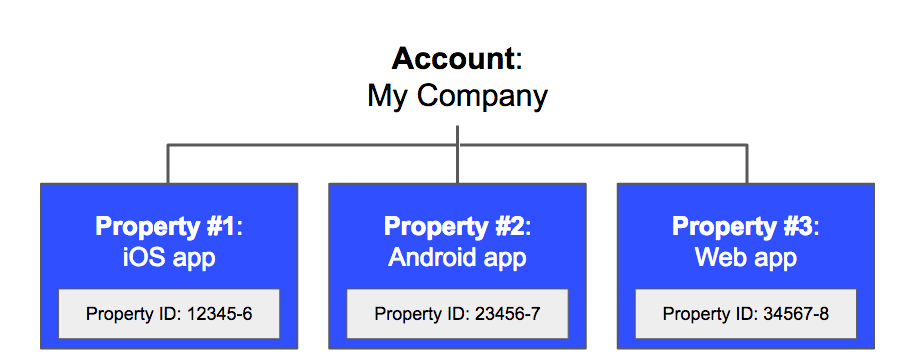 Account:
My Company
Property #1:
iOS app
Property ID: 12345-6
Property #2:
Android app
Property ID: 23456-7
Property #3:
Web app
Property ID: 34567-8